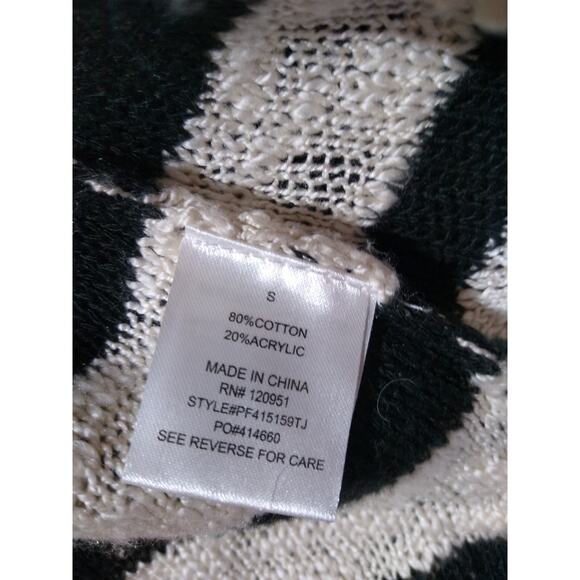 S
80%COTTON
20%ACRYLIC
MADE IN CHINA
RN# 120951
STYLE#PF415159TJ
PO#414660
SEE REVERSE FOR CARE